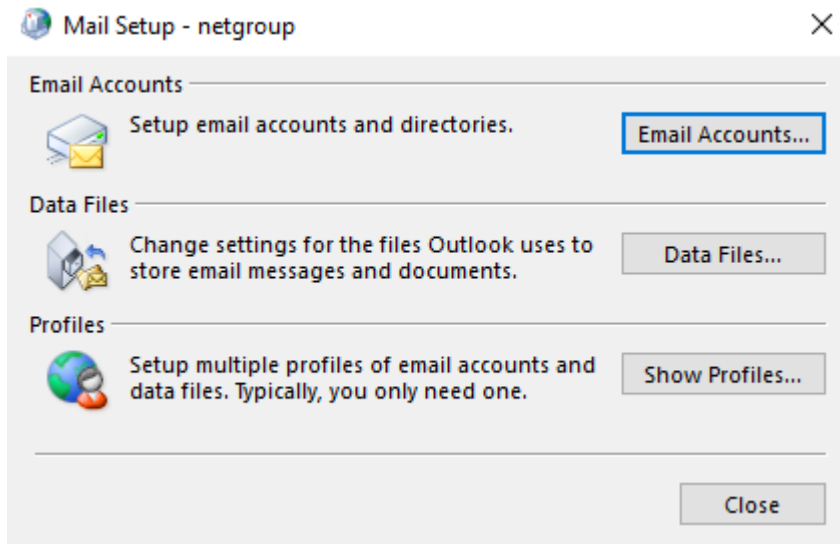 Mail Setup - netgroup
Email Accounts
Setup email accounts and directories.
Email Accounts...
Data Files
Change settings for the files Outlook uses to
store email messages and documents.
Data Files...
Profiles
Setup multiple profiles of email accounts and
data files. Typically, you only need one.
Show Profiles...
Close